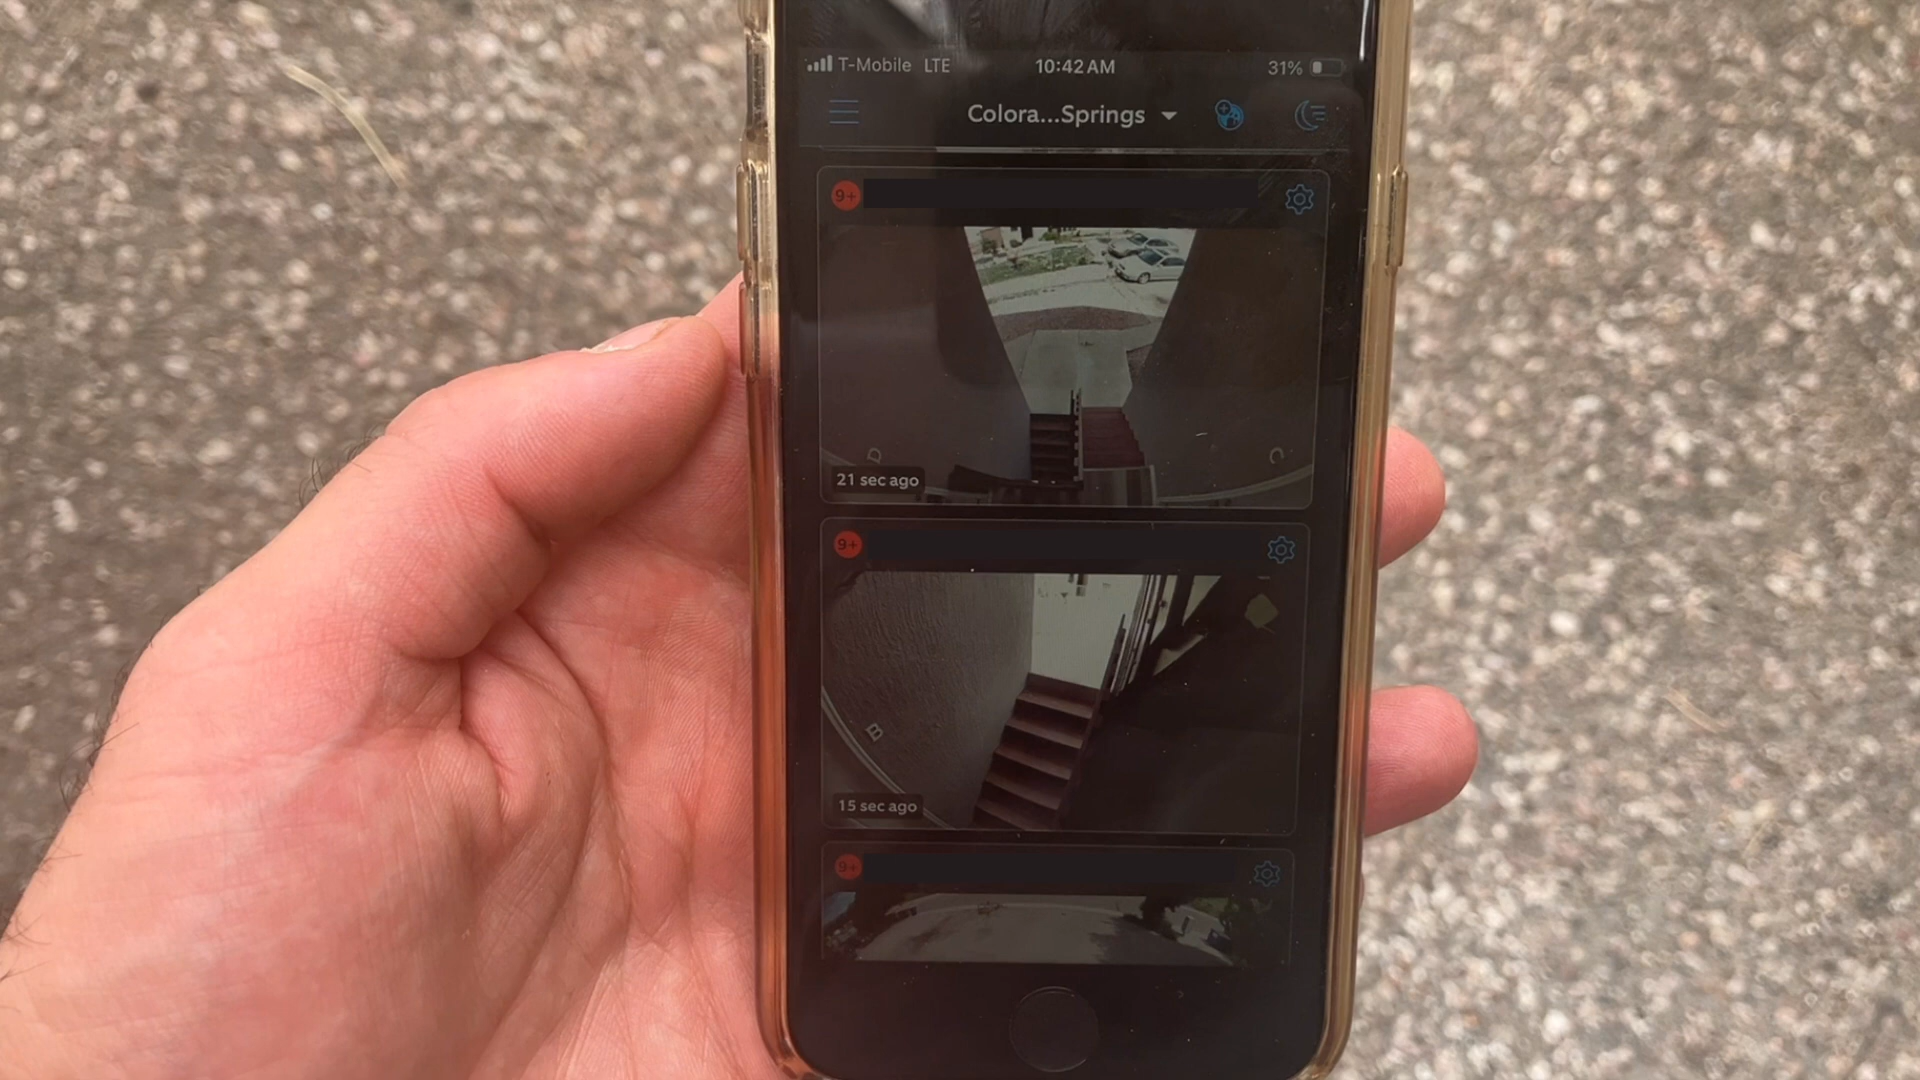 T-Mobile LTE 10:42 AM 31%
Colora...Springs
9+
D C
21 sec ago
9+
B
15 sec ago
9+